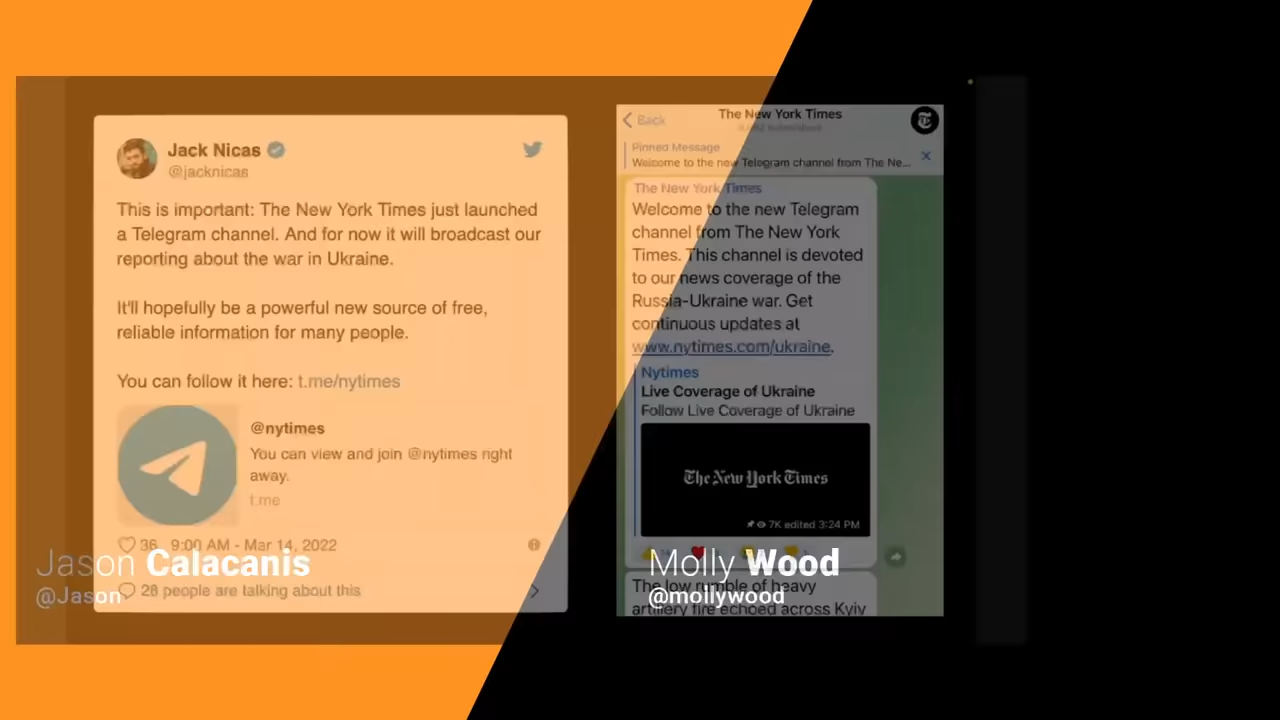 Jack Nicas
@jacknicas
This is important: The New York Times just launched
a Telegram channel. And for now it will broadcast our
reporting about the war in Ukraine.
It'll hopefully be a powerful new source of free,
reliable information for many people.
You can follow it here: t.me/nytimes
@nytimes
You can view and join @nytimes right
away.
t.me
36 9:00 AM - Mar 14, 2022
28 people are talking about this
Jason Calacanis
@Jason
Back
The New York Times
Pinned Message
Welcome to the new Telegram channel from The Ne...
The New York Times
Welcome to the new Telegram
channel from The New York
Times. This channel is devoted
to our news coverage of the
Russia-Ukraine war. Get
continuous updates at
www.nytimes.com/ukraine.
Nytimes
Live Coverage of Ukraine
Follow Live Coverage of Ukraine
The New York Times
7K edited 3:24 PM
Molly Wood
@mollywood
The low rumble of heavy
artillery fire echoed across Kyiv